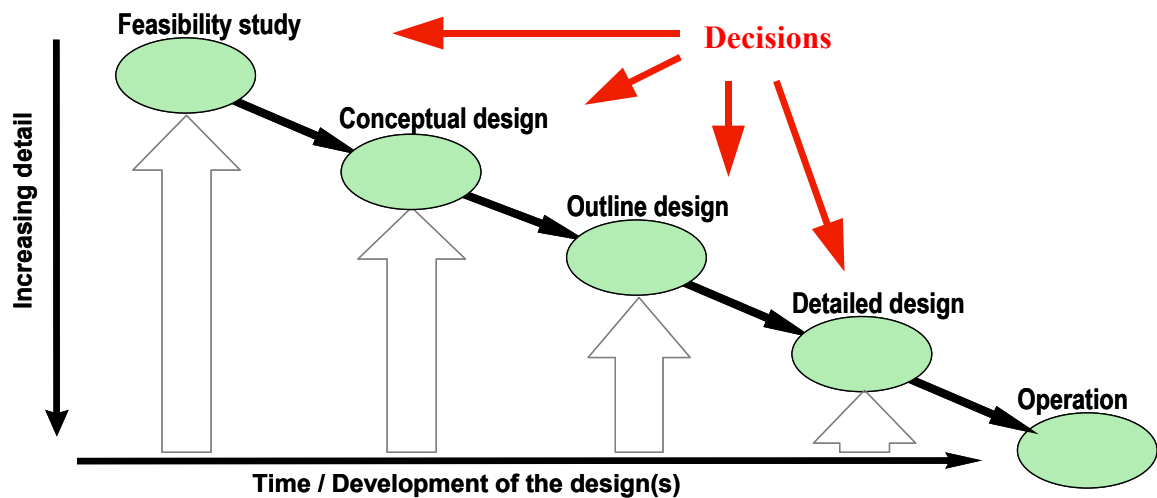 Feasibility study
Decisions
Conceptual design
Outline design
Detailed design
Operation
Increasing detail
Time / Development of the design(s)